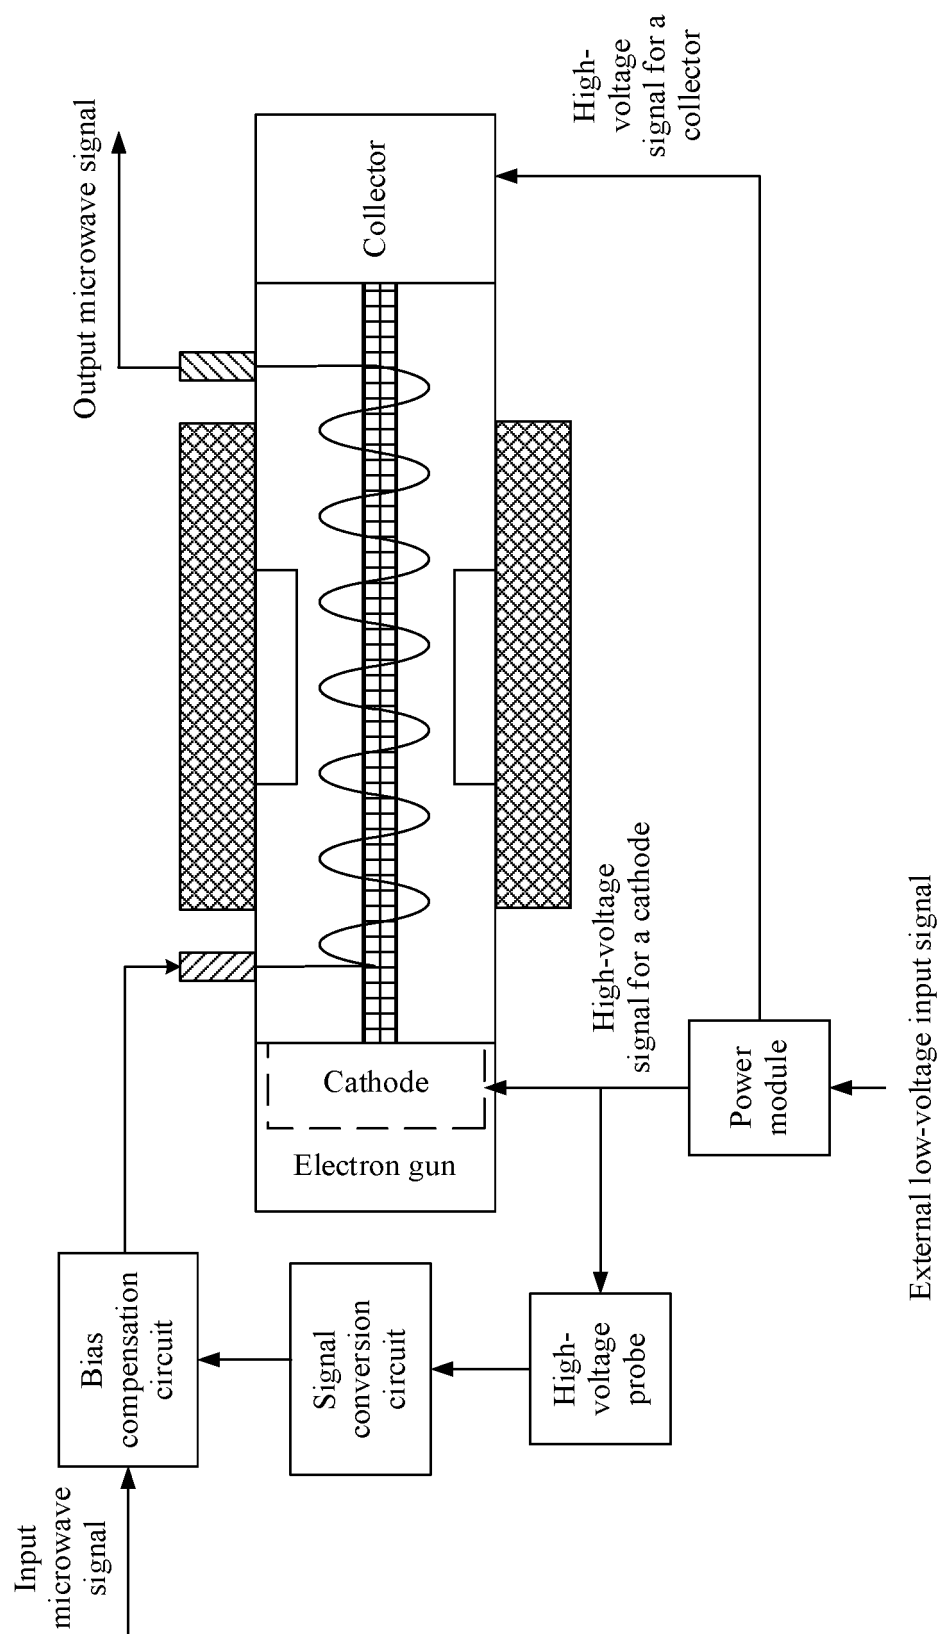 Output microwave signal
High-
voltage
signal for a
collector
Collector
High-voltage
signal for a cathode
Cathode
Electron gun
Power
module
External low-voltage input signal
Bias
compensation
circuit
Signal
conversion
circuit
High-
voltage
probe
Input
microwave
signal